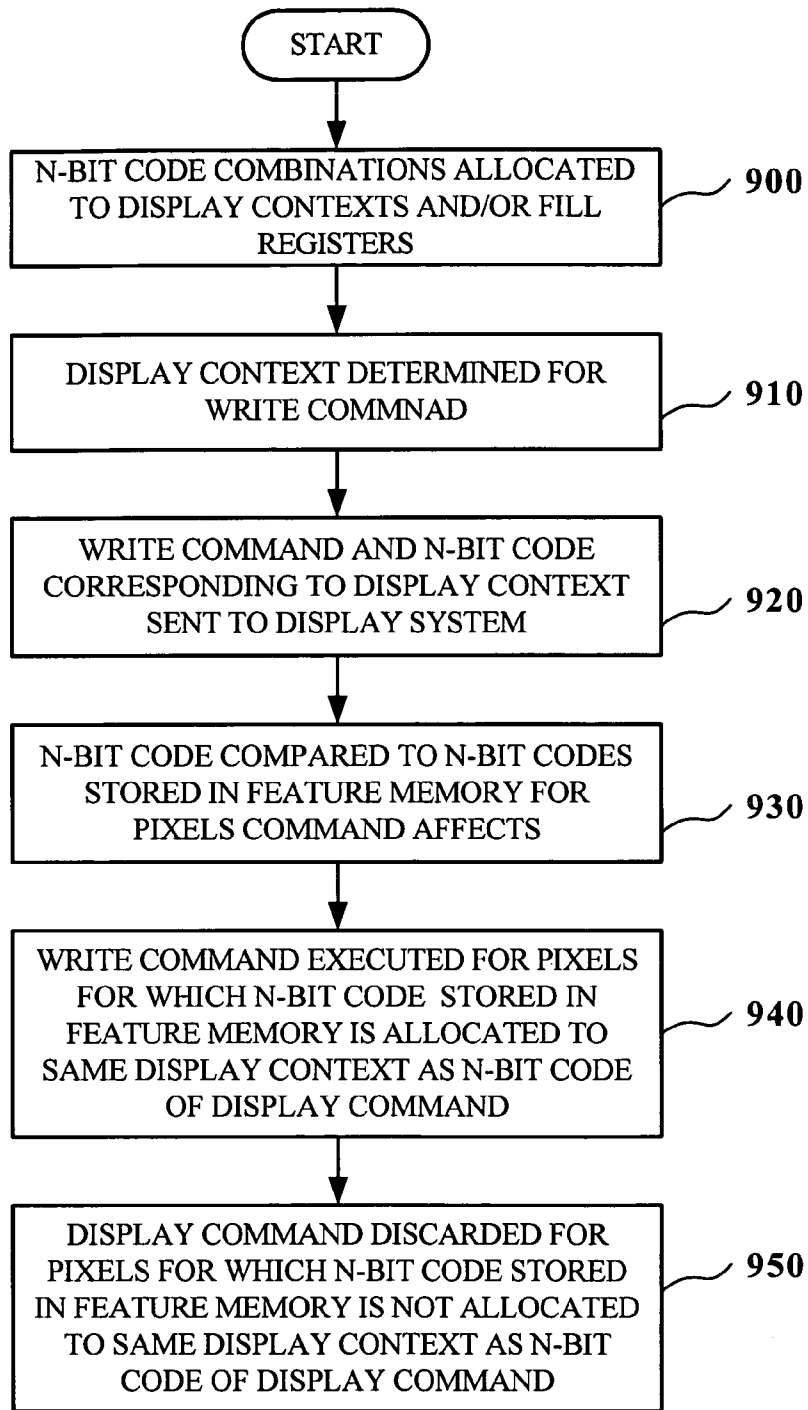 START
N-BIT CODE COMBINATIONS ALLOCATED
TO DISPLAY CONTEXTS AND/OR FILL
REGISTERS
900
DISPLAY CONTEXT DETERMINED FOR
WRITE COMMNAD
910
WRITE COMMAND AND N-BIT CODE
CORRESPONDING TO DISPLAY CONTEXT
SENT TO DISPLAY SYSTEM
920
N-BIT CODE COMPARED TO N-BIT CODES
STORED IN FEATURE MEMORY FOR
PIXELS COMMAND AFFECTS
930
WRITE COMMAND EXECUTED FOR PIXELS
FOR WHICH N-BIT CODE STORED IN
FEATURE MEMORY IS ALLOCATED TO
SAME DISPLAY CONTEXT AS N-BIT CODE
OF DISPLAY COMMAND
940
DISPLAY COMMAND DISCARDED FOR
PIXELS FOR WHICH N-BIT CODE STORED
IN FEATURE MEMORY IS NOT ALLOCATED
TO SAME DISPLAY CONTEXT AS N-BIT
CODE OF DISPLAY COMMAND
950